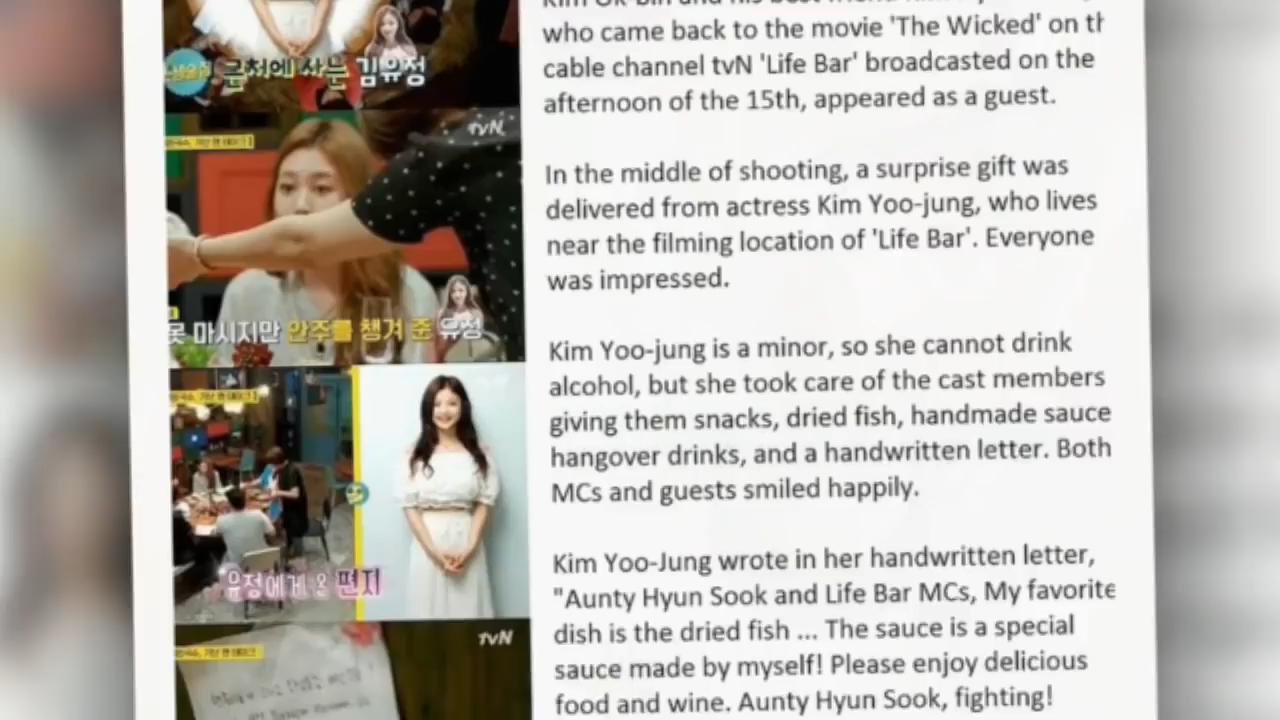 근처에 사는 김유정
tvN
못 마시지만 안주를 챙겨 준 유정
유정에게 온 편지
tvN
who came back to the movie 'The Wicked' on th
cable channel tvN 'Life Bar' broadcasted on the
afternoon of the 15th, appeared as a guest.
In the middle of shooting, a surprise gift was
delivered from actress Kim Yoo-jung, who lives
near the filming location of 'Life Bar'. Everyone
was impressed.
Kim Yoo-jung is a minor, so she cannot drink
alcohol, but she took care of the cast members
giving them snacks, dried fish, handmade sauce
hangover drinks, and a handwritten letter. Both
MCs and guests smiled happily.
Kim Yoo-Jung wrote in her handwritten letter,
"Aunty Hyun Sook and Life Bar MCs, My favorite
dish is the dried fish ... The sauce is a special
sauce made by myself! Please enjoy delicious
food and wine. Aunty Hyun Sook, fighting!